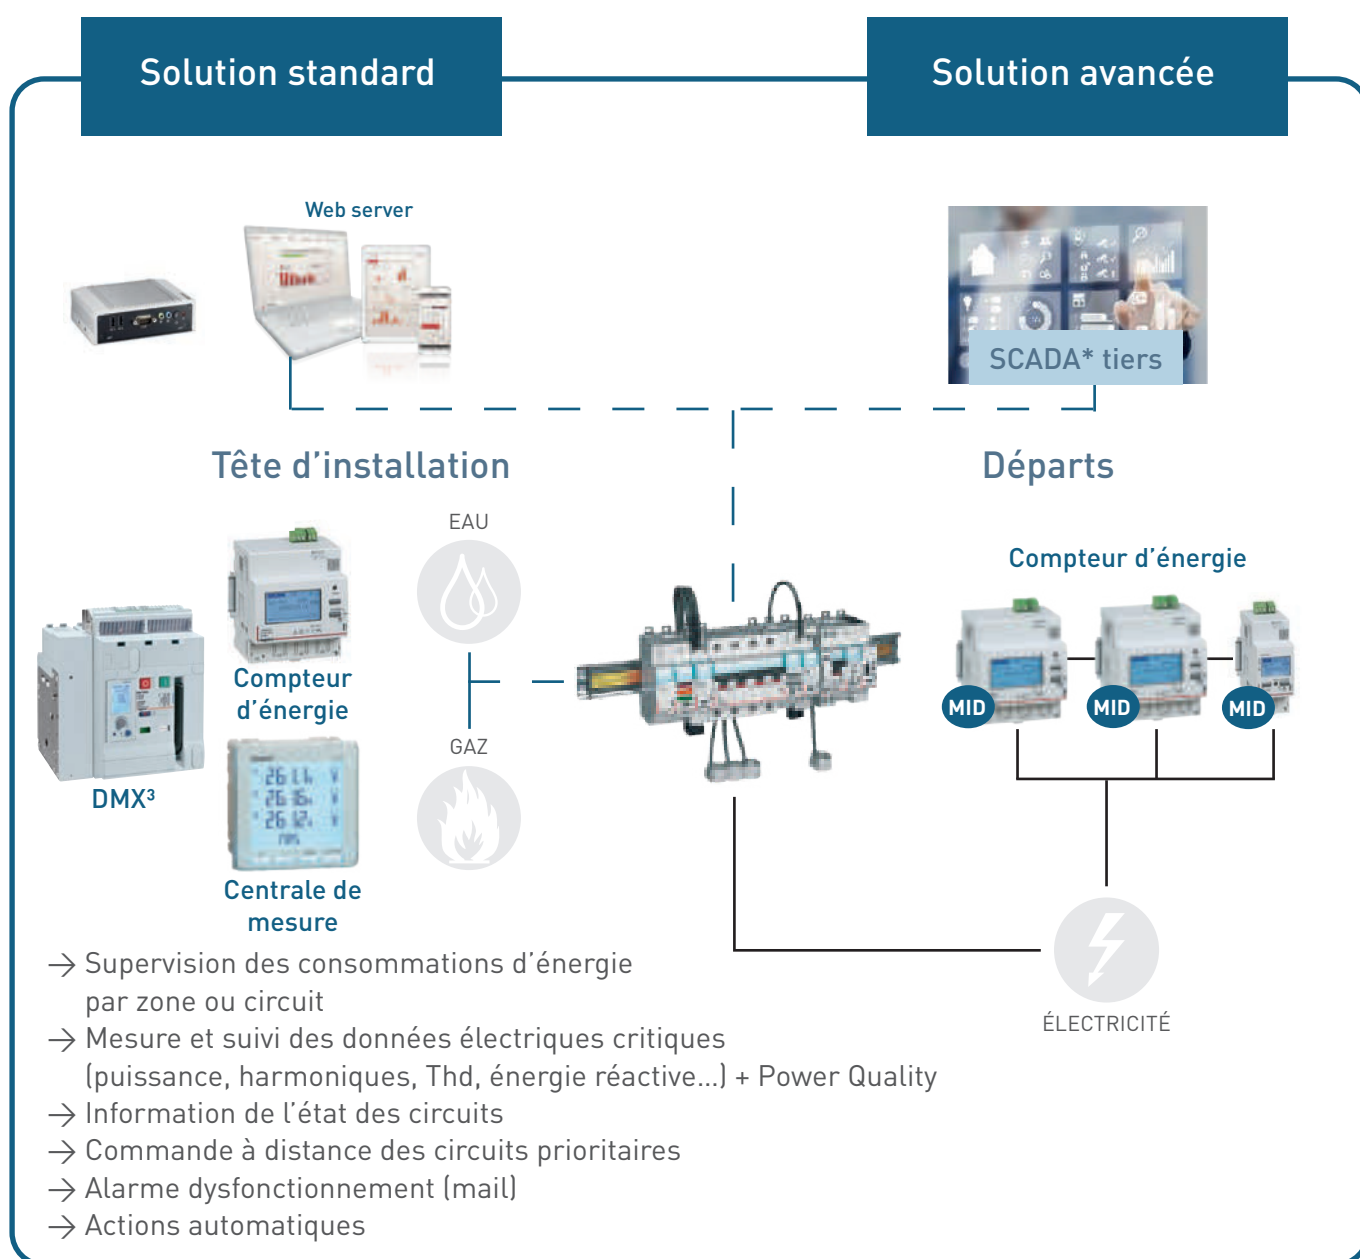 Solution standard
Solution avancée
Web server
SCADA* tiers
Tête d’installation
Départs
EAU
Compteur d’énergie
Compteur
d’énergie
MID
MID
MID
GAZ
DMX³
Centrale de
mesure
→ Supervision des consommations d’énergie
par zone ou circuit
→ Mesure et suivi des données électriques critiques
(puissance, harmoniques, Thd, énergie réactive...) + Power Quality
→ Information de l’état des circuits
→ Commande à distance des circuits prioritaires
→ Alarme dysfonctionnement (mail)
→ Actions automatiques
ÉLECTRICITÉ